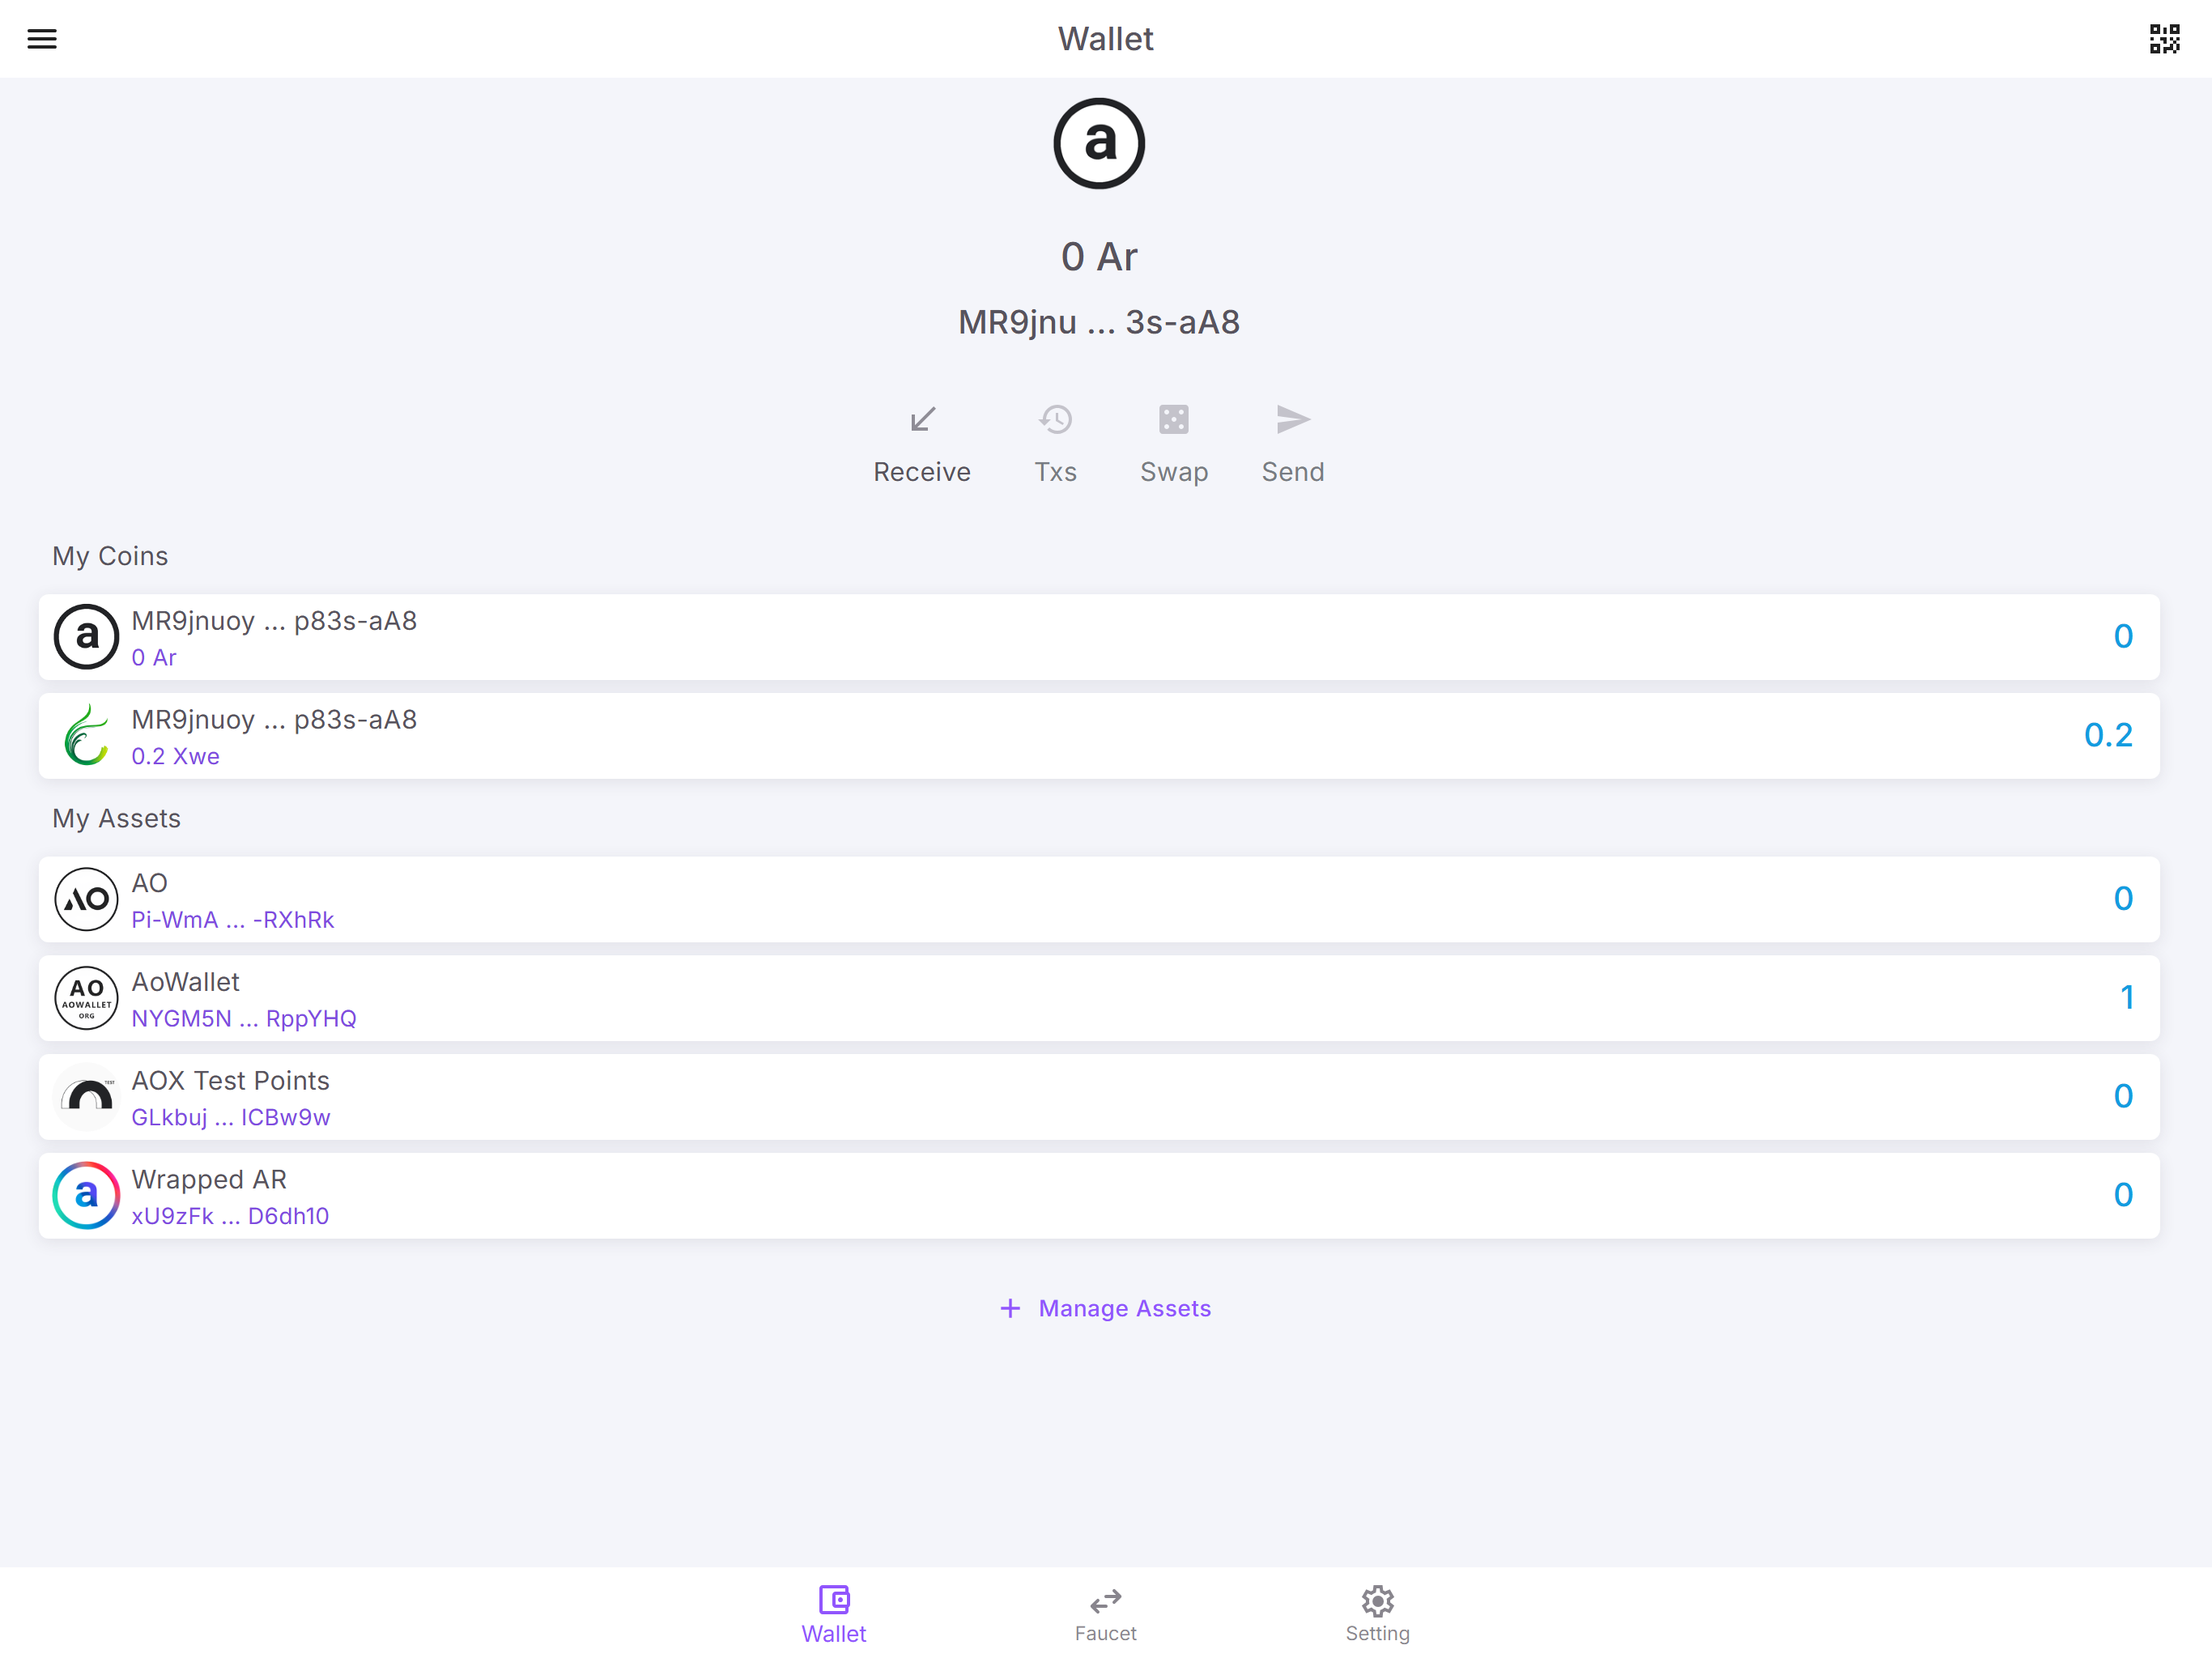 Wallet
a
0 Ar
MR9jnu ... 3s-aA8
Receive
Txs
Swap
Send
My Coins
a
MR9jnuoy ... p83s-aA8
0 Ar
0
MR9jnuoy ... p83s-aA8
0.2 Xwe
0.2
My Assets
AO
AO
Pi-WmA ... -RXhRk
0
AO
AOWALLET
ORG
AoWallet
NYGM5N ... RppYHQ
1
TEST
AOX Test Points
GLkbuj ... ICBw9w
0
a
Wrapped AR
xU9zFk ... D6dh10
0
+ Manage Assets
Wallet
Faucet
Setting